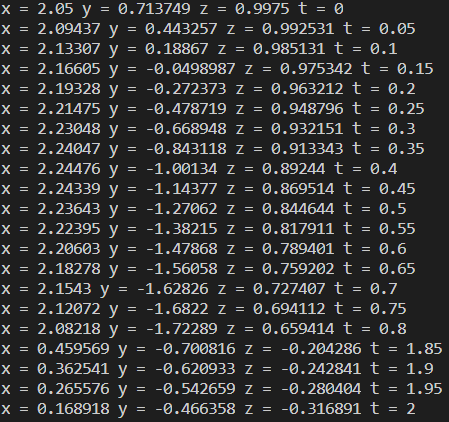 x = 2.05 y = 0.713749 z = 0.9975 t = 0
x = 2.09437 y = 0.443257 z = 0.992531 t = 0.05
x = 2.13307 y = 0.18867 z = 0.985131 t = 0.1
x = 2.16605 y = -0.0498987 z = 0.975342 t = 0.15
x = 2.19328 y = -0.272373 z = 0.963212 t = 0.2
x = 2.21475 y = -0.478719 z = 0.948796 t = 0.25
x = 2.23048 y = -0.668948 z = 0.932151 t = 0.3
x = 2.24047 y = -0.843118 z = 0.913343 t = 0.35
x = 2.24476 y = -1.00134 z = 0.89244 t = 0.4
x = 2.24339 y = -1.14377 z = 0.869514 t = 0.45
x = 2.23643 y = -1.27062 z = 0.844644 t = 0.5
x = 2.22395 y = -1.38215 z = 0.817911 t = 0.55
x = 2.20603 y = -1.47868 z = 0.789401 t = 0.6
x = 2.18278 y = -1.56058 z = 0.759202 t = 0.65
x = 2.1543 y = -1.62826 z = 0.727407 t = 0.7
x = 2.12072 y = -1.6822 z = 0.694112 t = 0.75
x = 2.08218 y = -1.72289 z = 0.659414 t = 0.8
x = 0.459569 y = -0.700816 z = -0.204286 t = 1.85
x = 0.362541 y = -0.620933 z = -0.242841 t = 1.9
x = 0.265576 y = -0.542659 z = -0.280404 t = 1.95
x = 0.168918 y = -0.466358 z = -0.316891 t = 2